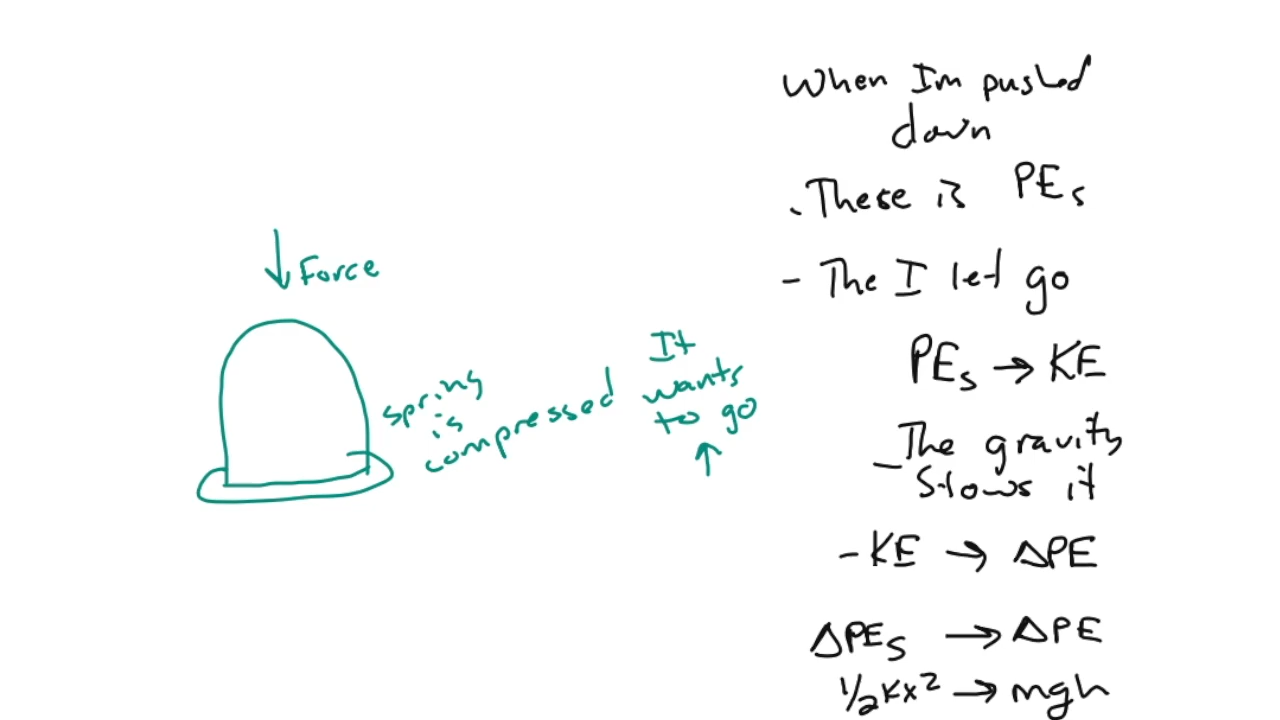 Force
spring
is
compressed
It
wants
to go
↑
When Im pushed
down
. These is PEs
- The I let go
PEs → KE
- The gravity
Slows it
- KE → ΔPE
ΔPEs → ΔPE
1/2kx² → mgh